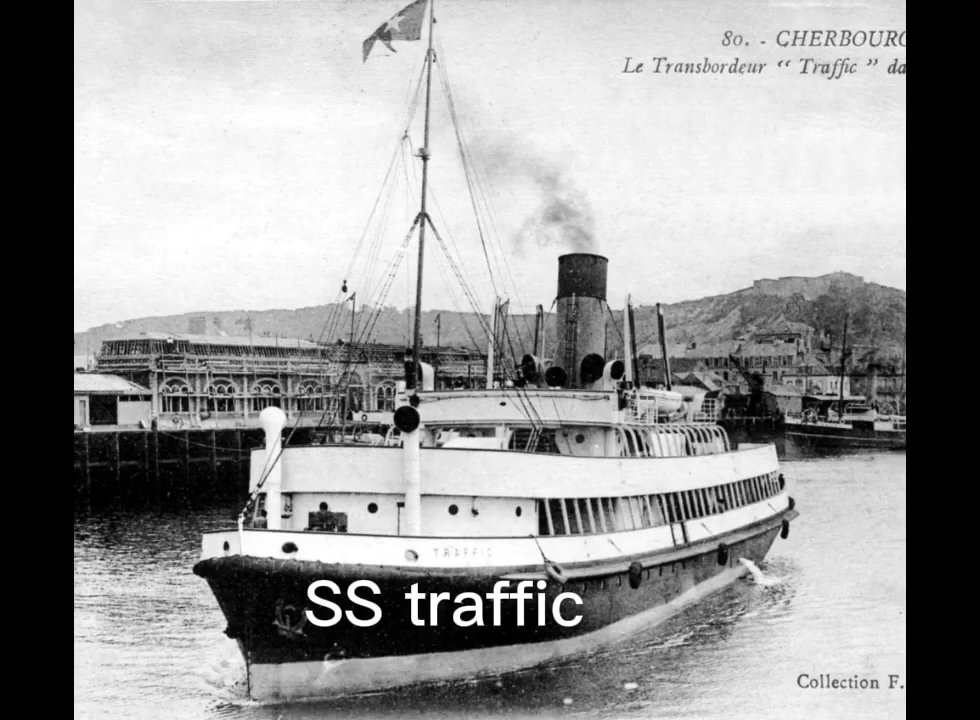 80. - CHERBOURG
Le Transbordeur “ Traffic ” da
TRAFFIC
SS traffic
Collection F.